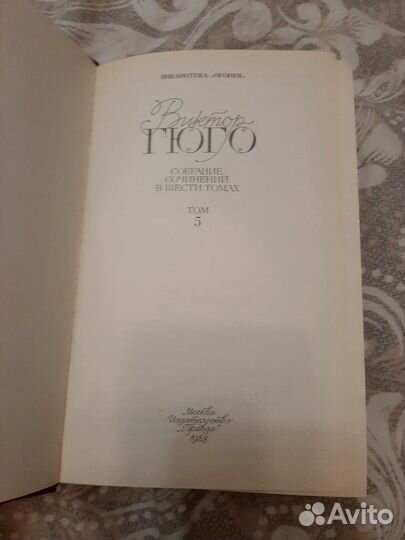 БИБЛИОТЕКА «ОГОНЕК»
Виктор
ГЮГО
СОБРАНИЕ
СОЧИНЕНИЙ
В ШЕСТИ ТОМАХ
ТОМ
5
Москва
Издательство
„Правда“
1988
Avito